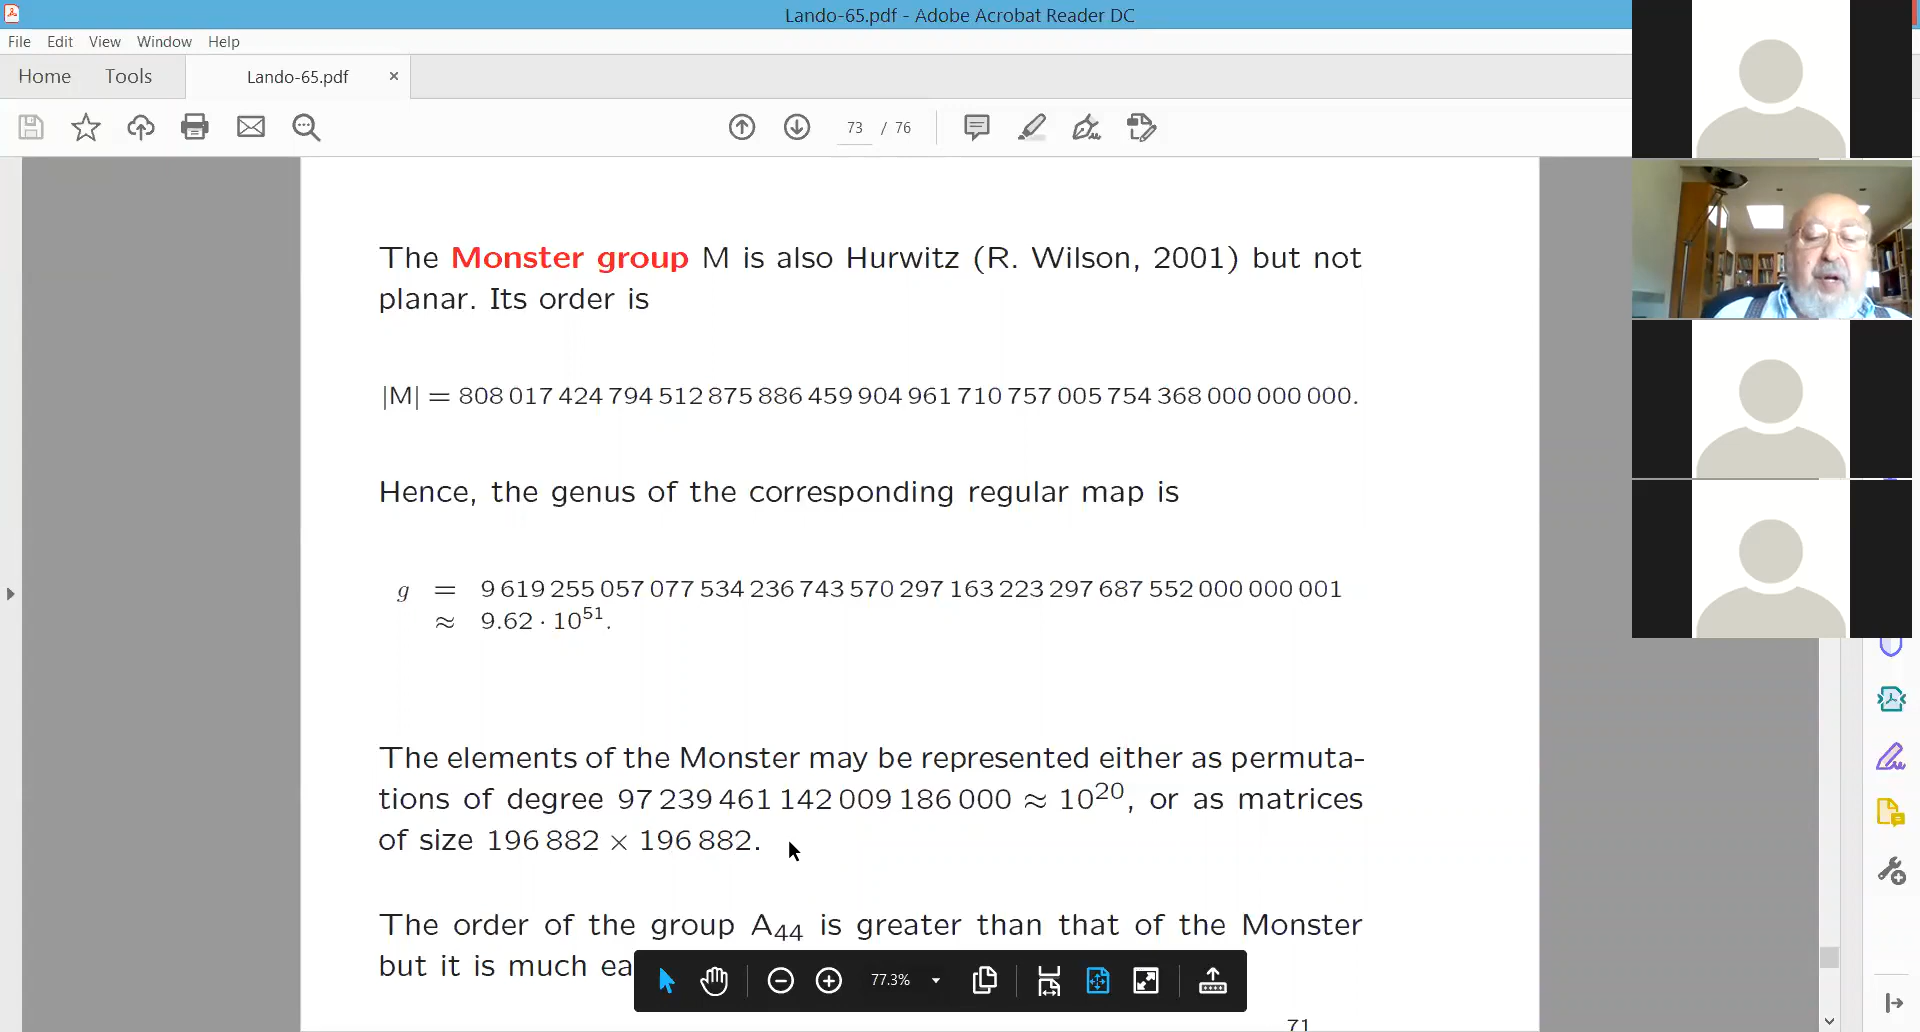 Lando-65.pdf - Adobe Acrobat Reader DC
File Edit View Window Help
Home Tools Lando-65.pdf ×
73 / 76
The Monster group M is also Hurwitz (R. Wilson, 2001) but not
planar. Its order is
|M| = 808 017 424 794 512 875 886 459 904 961 710 757 005 754 368 000 000 000.
Hence, the genus of the corresponding regular map is
g = 9 619 255 057 077 534 236 743 570 297 163 223 297 687 552 000 000 001
≈ 9.62 · 10^51.
The elements of the Monster may be represented either as permuta-
tions of degree 97 239 461 142 009 186 000 ≈ 10^20, or as matrices
of size 196 882 × 196 882.
The order of the group A_44 is greater than that of the Monster
but it is much
77.3%
71